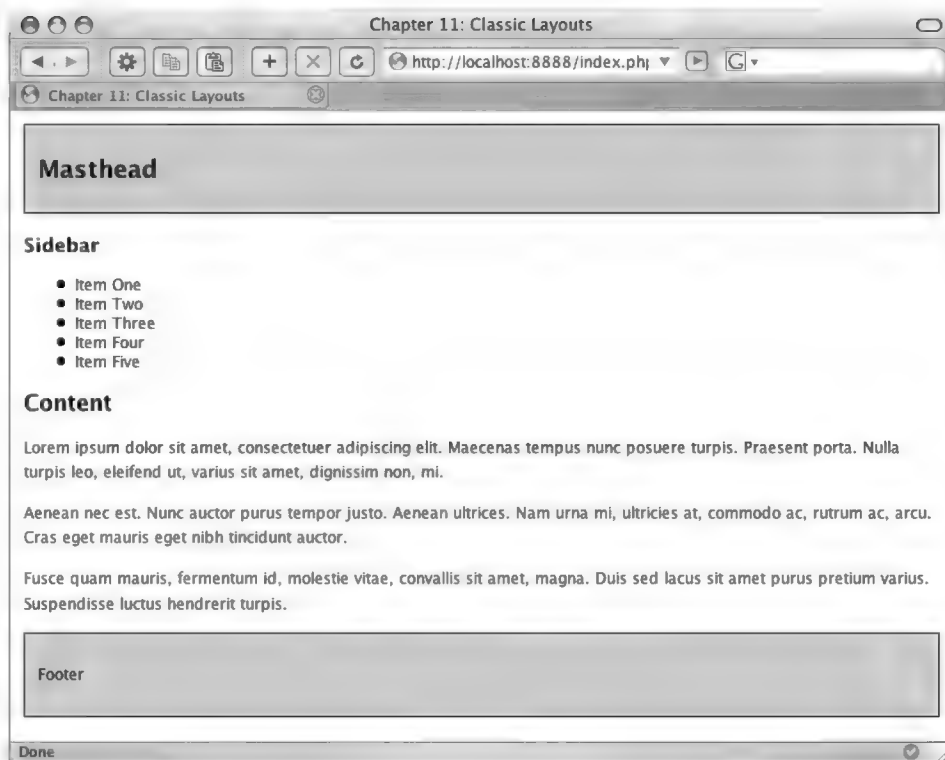 Chapter 11: Classic Layouts
http://localhost:8888/index.php
G
Chapter 11: Classic Layouts
Masthead
Sidebar
Item One
Item Two
Item Three
Item Four
Item Five
Content
Lorem ipsum dolor sit amet, consectetuer adipiscing elit. Maecenas tempus nunc posuere turpis. Praesent porta. Nulla
turpis leo, eleifend ut, varius sit amet, dignissim non, mi.
Aenean nec est. Nunc auctor purus tempor justo. Aenean ultrices. Nam urna mi, ultricies at, commodo ac, rutrum ac, arcu.
Cras eget mauris eget nibh tincidunt auctor.
Fusce quam mauris, fermentum id, molestie vitae, convallis sit amet, magna. Duis sed lacus sit amet purus pretium varius.
Suspendisse luctus hendrerit turpis.
Footer
Done